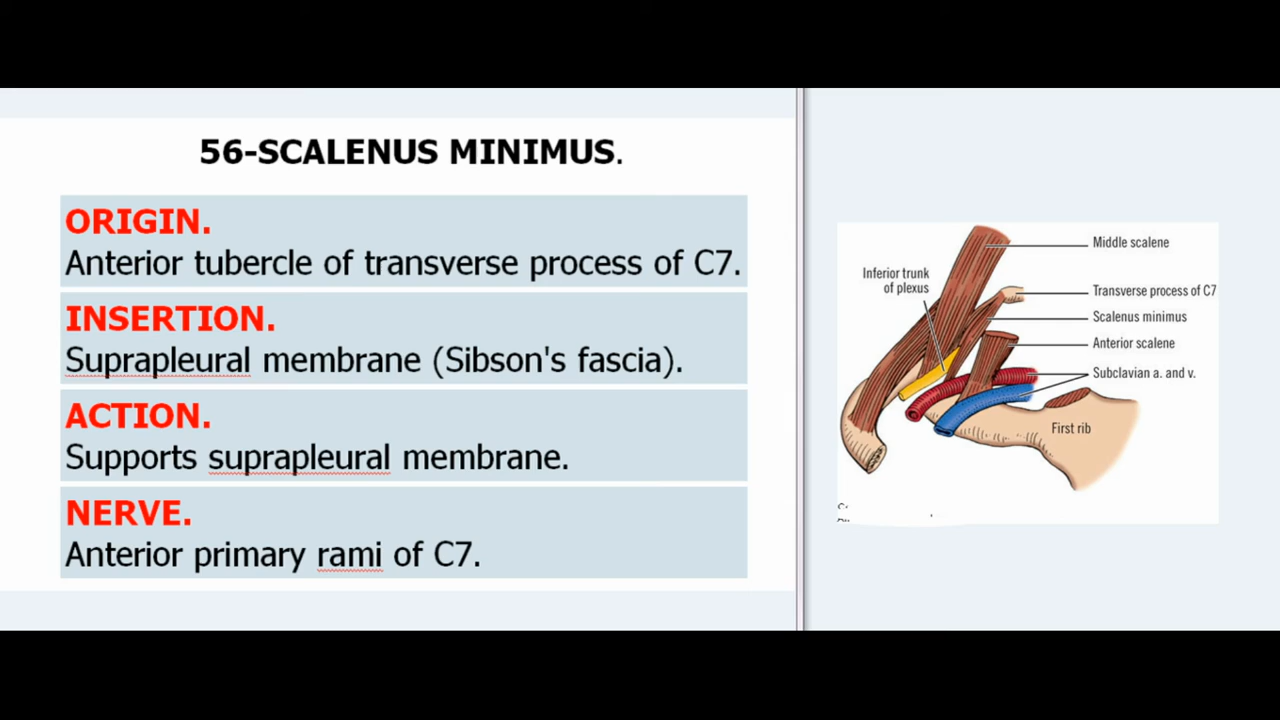 56-SCALENUS MINIMUS.
ORIGIN.
Anterior tubercle of transverse process of C7.
INSERTION.
Suprapleural membrane (Sibson's fascia).
ACTION.
Supports suprapleural membrane.
NERVE.
Anterior primary rami of C7.
Middle scalene
Inferior trunk
of plexus
Transverse process of C7
Scalenus minimus
Anterior scalene
Subclavian a. and v.
First rib